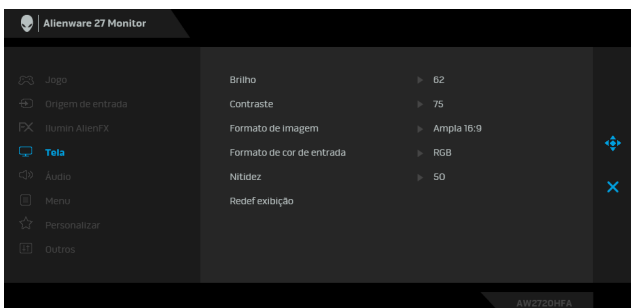 Alienware 27 Monitor
Jogo
Origem de entrada
Ilumin AlienFX
Tela
Áudio
Menu
Personalizar
Outros
Brilho 62
Contraste 75
Formato de imagem Ampla 16:9
Formato de cor de entrada RGB
Nitidez 50
Redef exibição
AW2720HFA